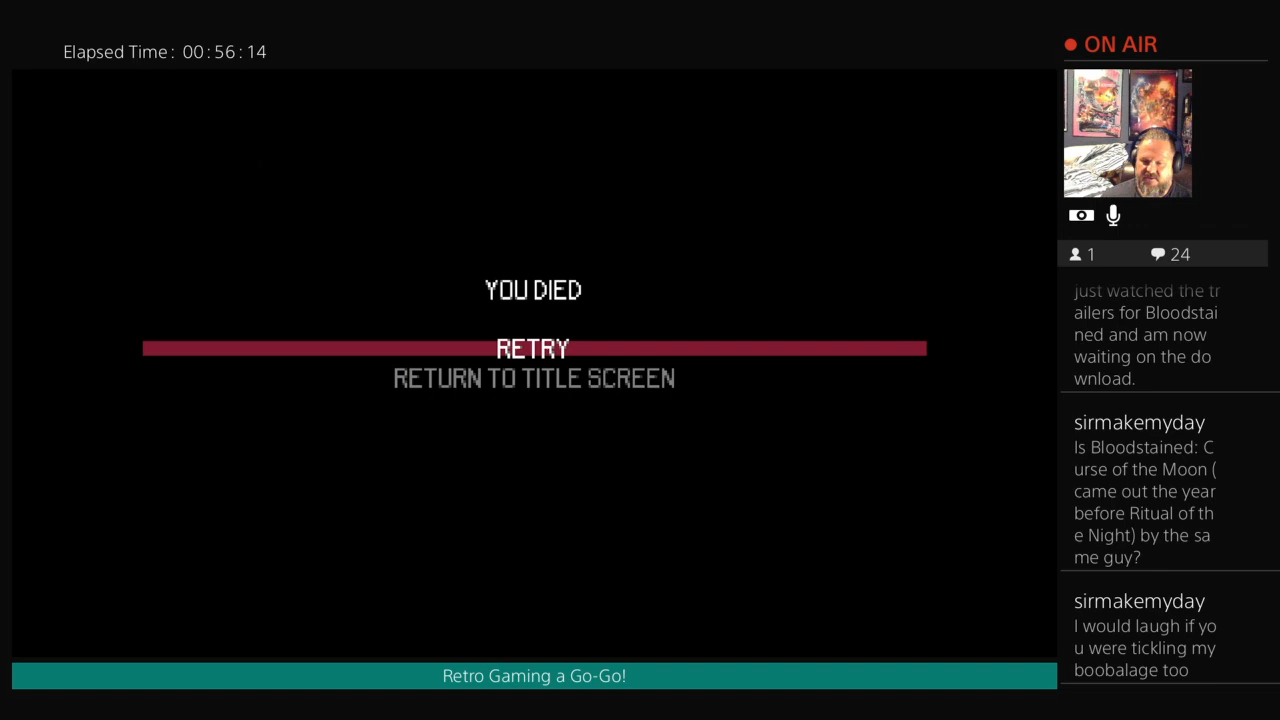 Elapsed Time: 00:56:14
ON AIR
1
24
YOU DIED
RETRY
RETURN TO TITLE SCREEN
just watched the tr
ailers for Bloodstai
ned and am now
waiting on the do
wnload.
sirmakemyday
Is Bloodstained: C
urse of the Moon (
came out the year
before Ritual of th
e Night) by the sa
me guy?
sirmakemyday
I would laugh if yo
u were tickling my
boobalage too
Retro Gaming a Go-Go!